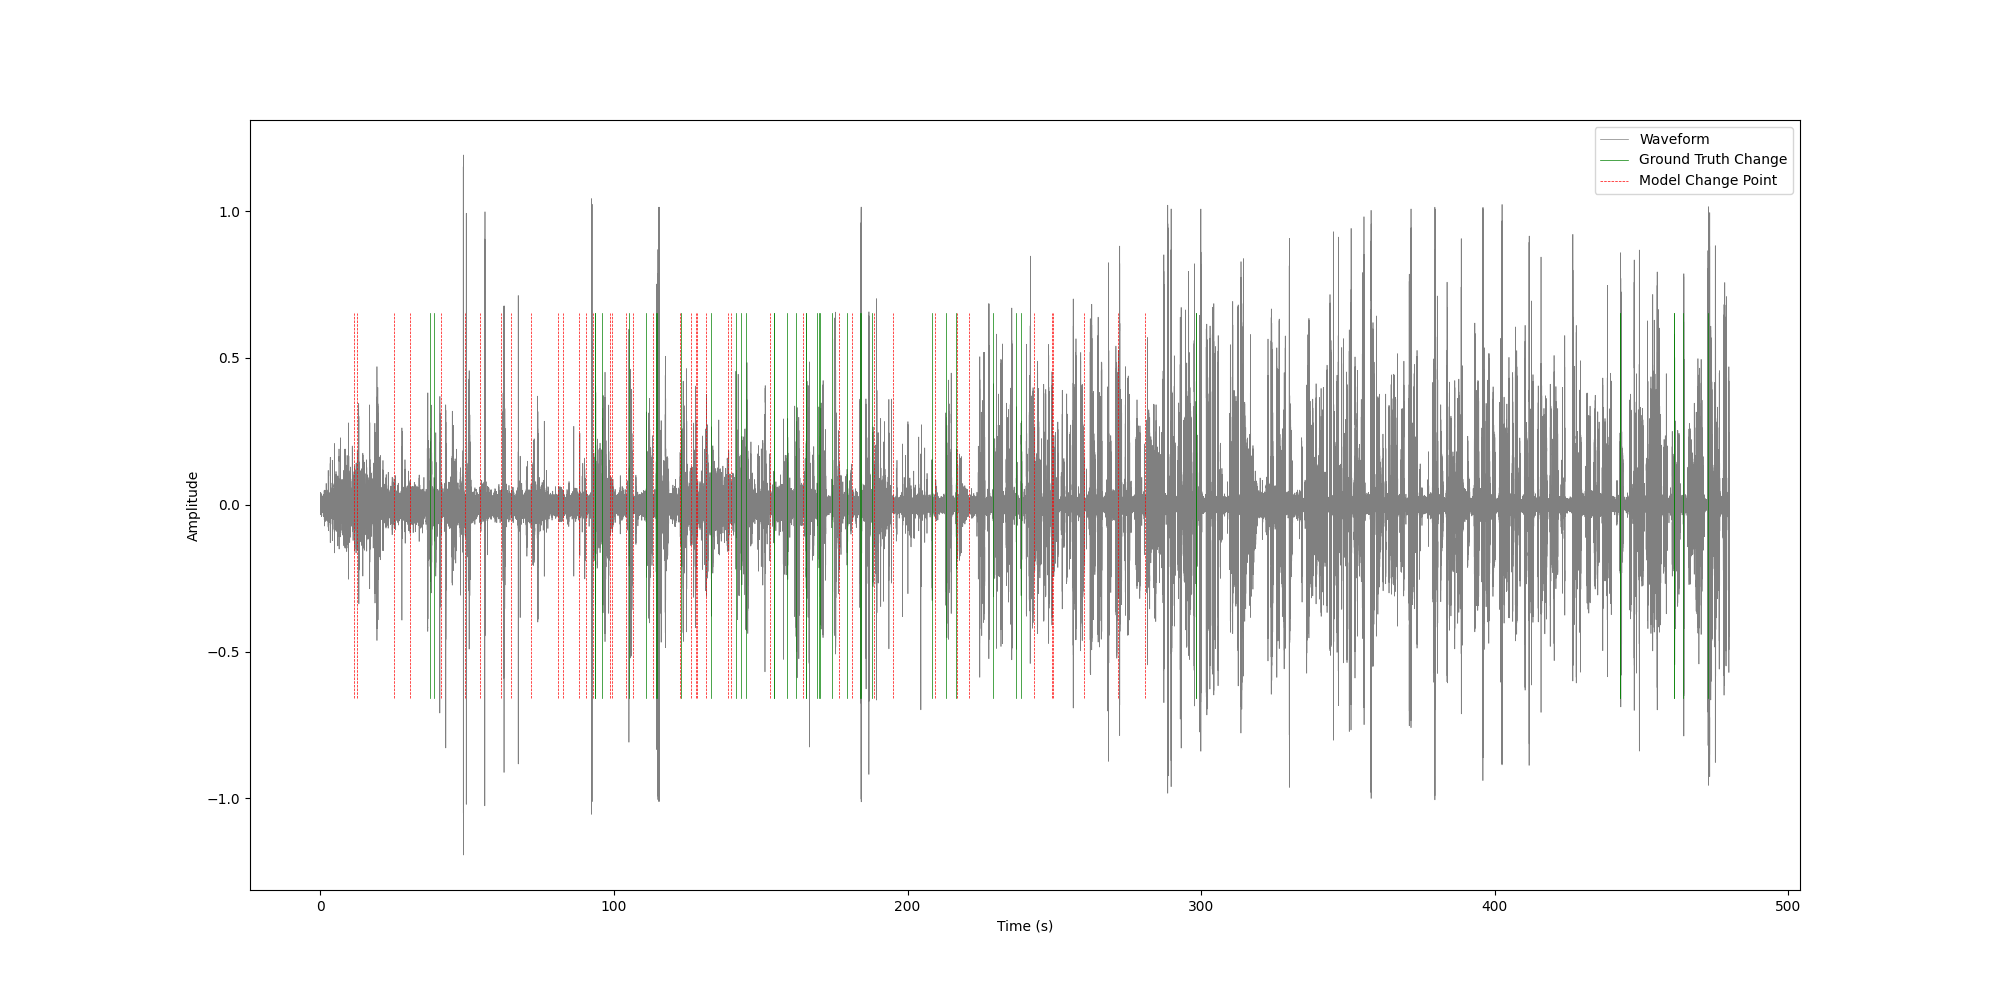 Waveform
Ground Truth Change
Model Change Point
1.0
0.5
0.0
−0.5
−1.0
Amplitude
0 100 200 300 400 500
Time (s)